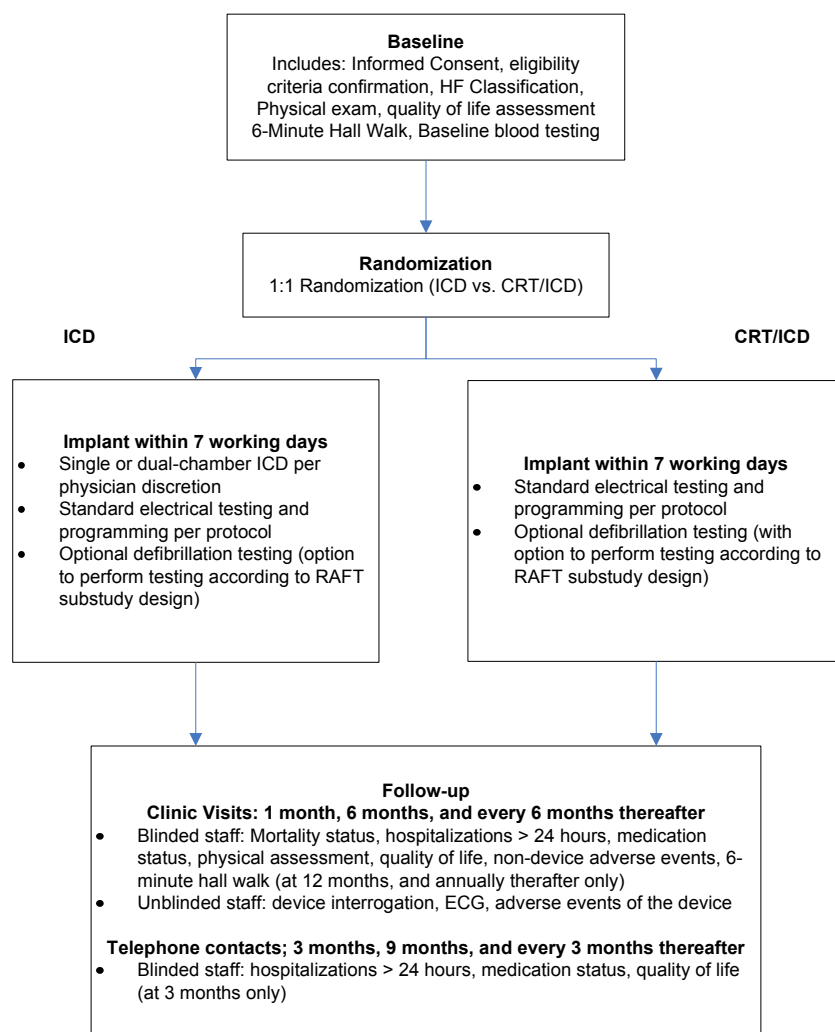 Baseline
Includes: Informed Consent, eligibility
criteria confirmation, HF Classification,
Physical exam, quality of life assessment
6-Minute Hall Walk, Baseline blood testing
Randomization
1:1 Randomization (ICD vs. CRT/ICD)
ICD
CRT/ICD
Implant within 7 working days
• Single or dual-chamber ICD per
physician discretion
• Standard electrical testing and
programming per protocol
• Optional defibrillation testing (option
to perform testing according to RAFT
substudy design)
Implant within 7 working days
• Standard electrical testing and
programming per protocol
• Optional defibrillation testing (with
option to perform testing according to
RAFT substudy design)
Follow-up
Clinic Visits: 1 month, 6 months, and every 6 months thereafter
• Blinded staff: Mortality status, hospitalizations > 24 hours, medication
status, physical assessment, quality of life, non-device adverse events, 6-
minute hall walk (at 12 months, and annually therafter only)
• Unblinded staff: device interrogation, ECG, adverse events of the device
Telephone contacts; 3 months, 9 months, and every 3 months thereafter
• Blinded staff: hospitalizations > 24 hours, medication status, quality of life
(at 3 months only)